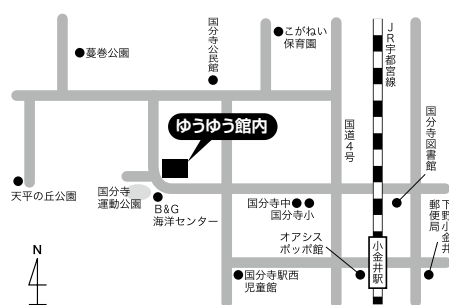 国分寺公民館
こがねい
保育園
JR宇都宮線
蔓巻公園
ゆうゆう館内
国道4号
国分寺図書館
天平の丘公園
国分寺
運動公園
B&G
海洋センター
国分寺中
国分寺小
下野小金井
郵便局
オアシス
ポッポ館
小金井駅
国分寺駅西
児童館
N